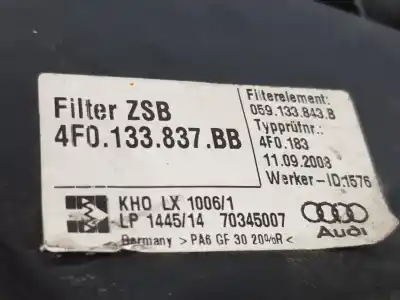 Filter ZSB
4F0.133.837.BB
Filterelement:
059.133.843.B
Typprüfnr.:
4F0.183
11.09.2008
Werker-ID:1576
KHO LX 1006/1
LP 1445/14 70345007
Germany >PA6 GF 30 20%R<
Audi